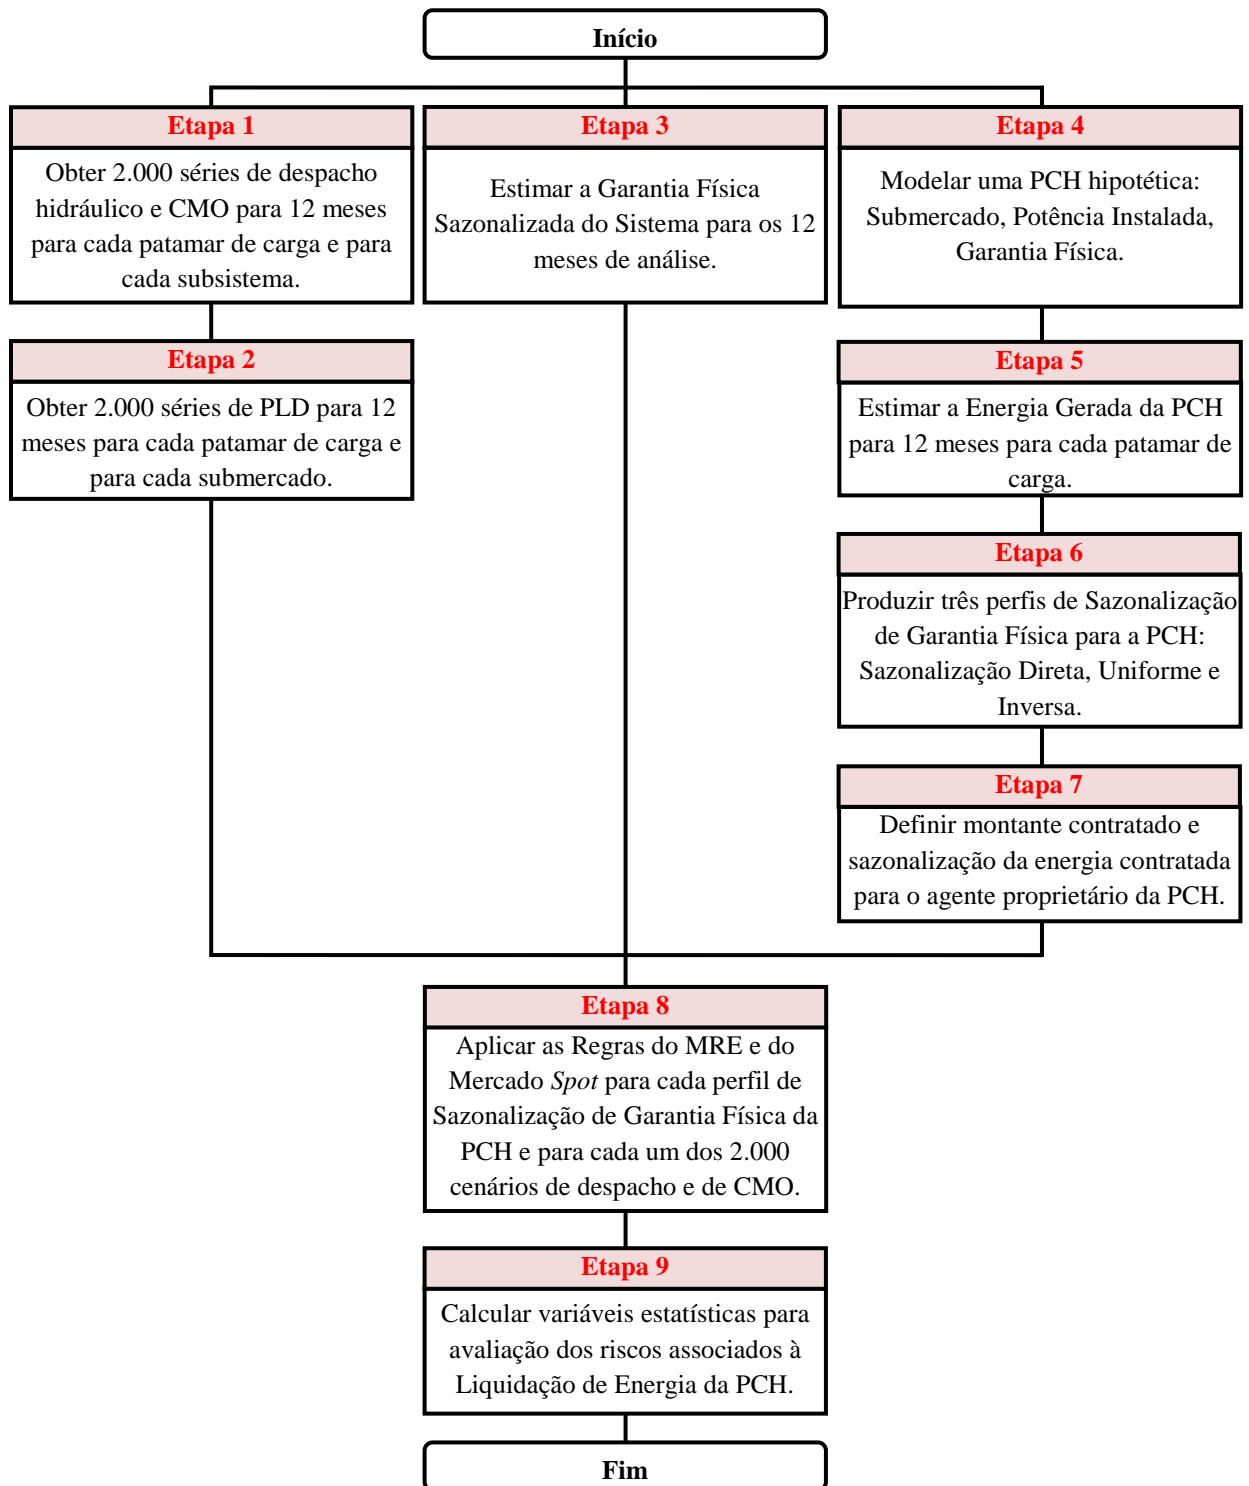 Início
Etapa 1
Obter 2.000 séries de despacho
hidráulico e CMO para 12 meses
para cada patamar de carga e para
cada subsistema.
Etapa 2
Obter 2.000 séries de PLD para 12
meses para cada patamar de carga e
para cada submercado.
Etapa 3
Estimar a Garantia Física
Sazonalizada do Sistema para os 12
meses de análise.
Etapa 4
Modelar uma PCH hipotética:
Submercado, Potência Instalada,
Garantia Física.
Etapa 5
Estimar a Energia Gerada da PCH
para 12 meses para cada patamar de
carga.
Etapa 6
Produzir três perfis de Sazonalização
de Garantia Física para a PCH:
Sazonalização Direta, Uniforme e
Inversa.
Etapa 7
Definir montante contratado e
sazonalização da energia contratada
para o agente proprietário da PCH.
Etapa 8
Aplicar as Regras do MRE e do
Mercado Spot para cada perfil de
Sazonalização de Garantia Física da
PCH e para cada um dos 2.000
cenários de despacho e de CMO.
Etapa 9
Calcular variáveis estatísticas para
avaliação dos riscos associados à
Liquidação de Energia da PCH.
Fim